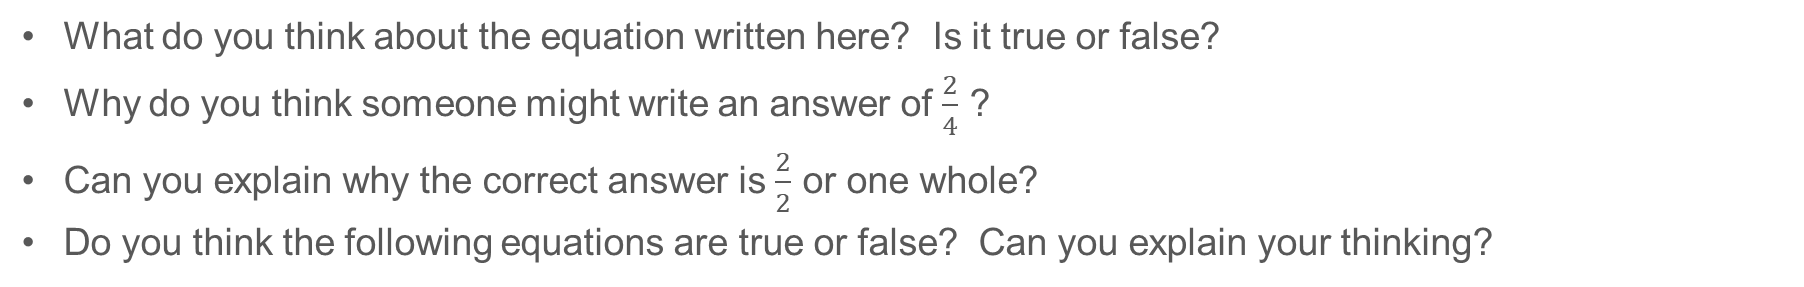 • What do you think about the equation written here?  Is it true or false?
• Why do you think someone might write an answer of 2/4 ?
• Can you explain why the correct answer is 2/2 or one whole?
• Do you think the following equations are true or false?  Can you explain your thinking?